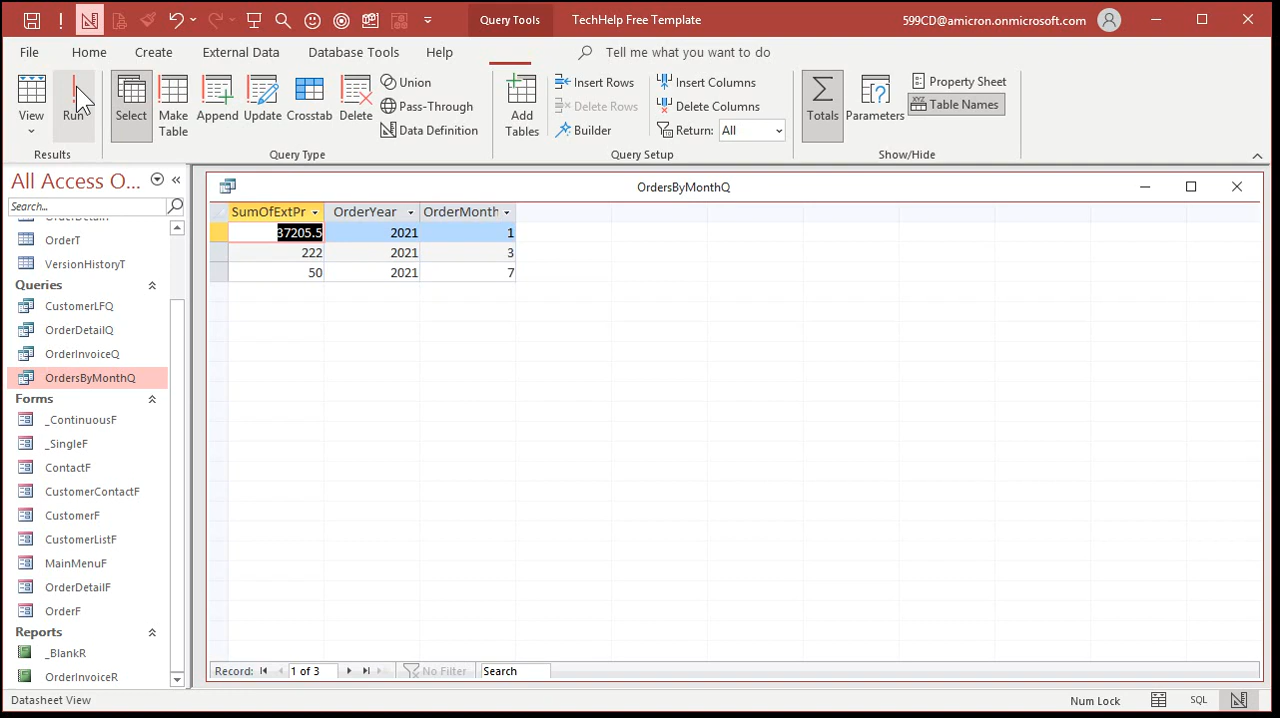 Query Tools
TechHelp Free Template
599CD@amicron.onmicrosoft.com
File Home Create External Data Database Tools Help Tell me what you want to do
View
Run
Results
Select
Make Table
Append
Update
Crosstab
Delete
Union
Pass-Through
Data Definition
Query Type
Add Tables
Insert Rows
Delete Rows
Builder
Insert Columns
Delete Columns
Return: All
Query Setup
Totals
Parameters
Property Sheet
XYZ Table Names
Show/Hide
All Access O...
Search...
OrderT
VersionHistoryT
Queries
CustomerLFQ
OrderDetailQ
OrderInvoiceQ
OrdersByMonthQ
Forms
_ContinuousF
_SingleF
ContactF
CustomerContactF
CustomerF
CustomerListF
MainMenuF
OrderDetailF
OrderF
Reports
_BlankR
OrderInvoiceR
OrdersByMonthQ
SumOfExtPr OrderYear OrderMonth
37205.5 2021 1
222 2021 3
50 2021 7
Record: 1 of 3 No Filter Search
Datasheet View
Num Lock
SQL